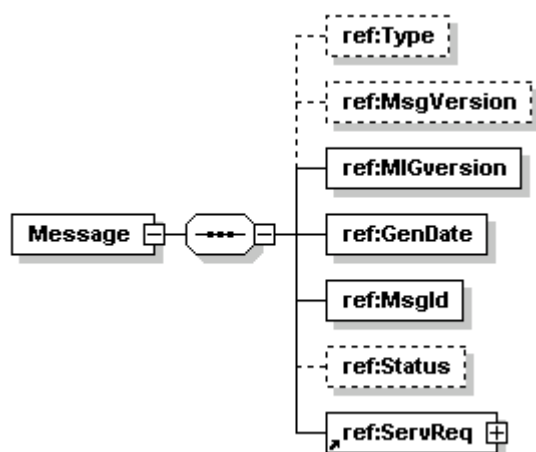 ref:Type
ref:MsgVersion
ref:MIGversion
Message
ref:GenDate
ref:MsgId
ref:Status
ref:ServReq